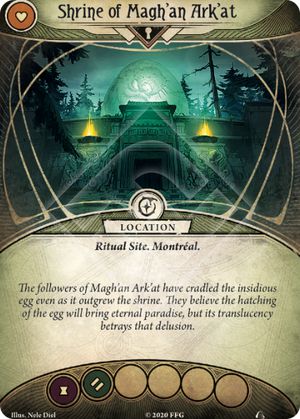 Shrine of Magh'an Ark'at
LOCATION
Ritual Site. Montréal.
The followers of Magh'an Ark'at have cradled the insidious
egg even as it outgrew the shrine. They believe the hatching
of the egg will bring eternal paradise, but its translucency
betrays that delusion.
Illus. Nele Diel
© 2020 FFG